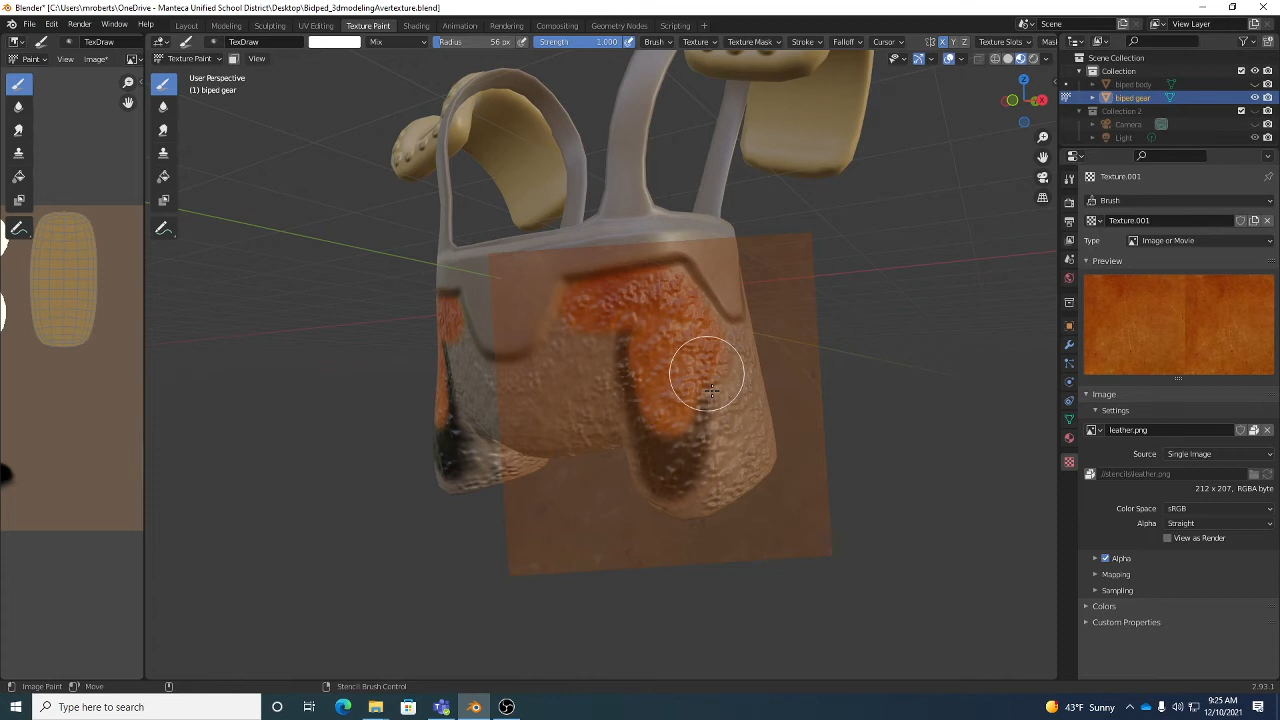 Blender* [C:\Users\mroberts\OneDrive - Manteca Unified School District\Desktop\Bidped_3dmodelingAvertexture.blend]
File Edit Render Window Help Layout Modeling Sculpting UV Editing Texture Paint Shading Animation Rendering Compositing Geometry Nodes Scripting + Scene View Layer
TexDraw TexDraw Mix Radius 56 px Strength 1.000 Brush Texture Texture Mask Stroke Falloff Cursor X Y Z Texture Slots Mas
Paint View Image* Texture Paint View
User Perspective
(1) biped gear
Scene Collection
Collection
biped body
biped gear
Collection 2
Camera
Light
Texture.001
Brush
Texture.001
Type Image or Movie
Preview
Image
Settings
leather.png
Source Single Image
//stencils\leather.png
212 x 207, RGBA byte
Color Space sRGB
Alpha Straight
View as Render
Alpha
Mapping
Sampling
Colors
Custom Properties
Image Paint Move Stencil Brush Control 2.93.1
Type here to search 43°F Sunny 9:25 AM
12/10/2021